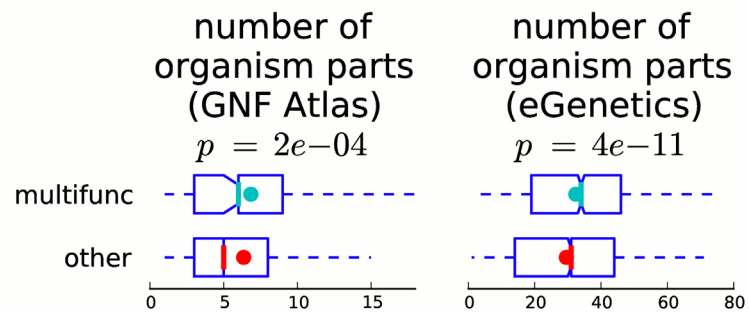 number of
organism parts
(GNF Atlas)
p = 2e−04
number of
organism parts
(eGenetics)
p = 4e−11
multifunc
other
0 5 10 15
0 20 40 60 80